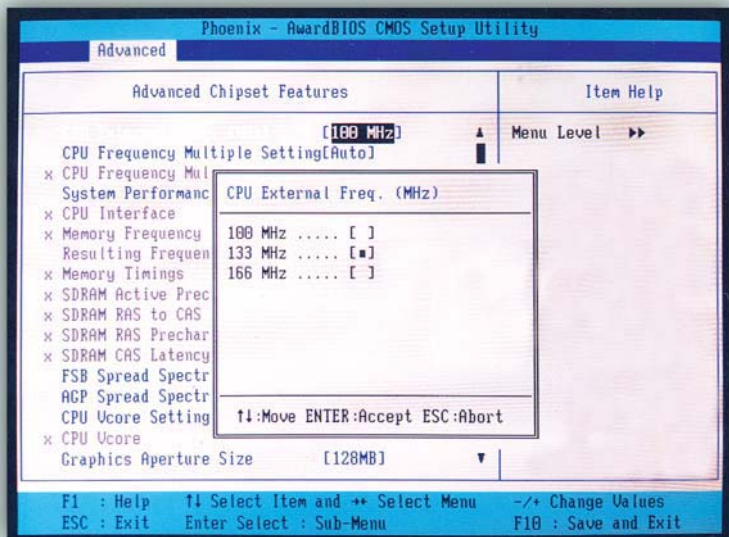 Phoenix - AwardBIOS CMOS Setup Utility
Advanced
Advanced Chipset Features
Item Help
[100 MHz]
Menu Level ▶▶
CPU Frequency Multiple Setting[Auto]
x CPU Frequency Mul
System Performanc
x CPU Interface
x Memory Frequency
Resulting Frequen
x Memory Timings
x SDRAM Active Prec
x SDRAM RAS to CAS
x SDRAM RAS Prechar
x SDRAM CAS Latency
FSB Spread Spectr
AGP Spread Spectr
CPU Vcore Setting
x CPU Vcore
Graphics Aperture Size [128MB]
CPU External Freq. (MHz)
100 MHz ..... [ ]
133 MHz ..... [■]
166 MHz ..... [ ]
↑↓:Move ENTER:Accept ESC:Abort
F1 : Help ↑↓ Select Item and ↔ Select Menu -/+ Change Values
ESC : Exit Enter Select : Sub-Menu F10 : Save and Exit